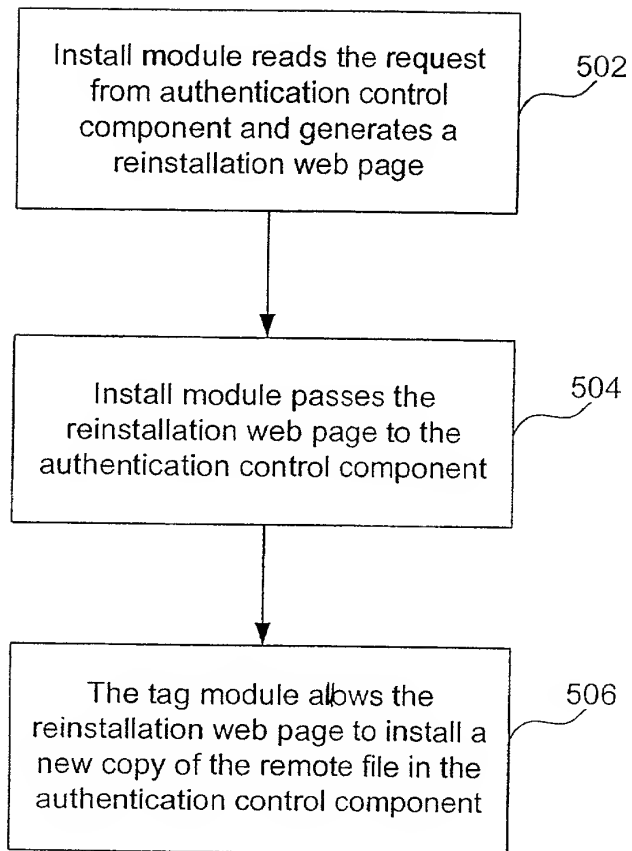 Install module reads the request
from authentication control
component and generates a
reinstallation web page
502
Install module passes the
reinstallation web page to the
authentication control component
504
The tag module allows the
reinstallation web page to install a
new copy of the remote file in the
authentication control component
506